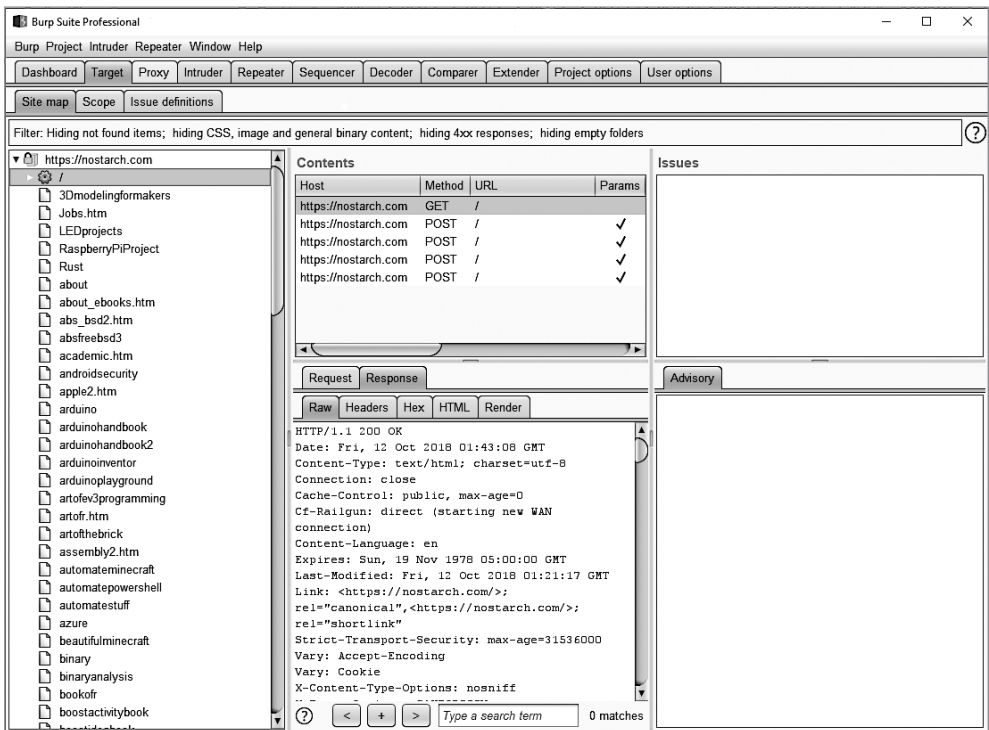 Burp Suite Professional
Burp Project Intruder Repeater Window Help
Dashboard Target Proxy Intruder Repeater Sequencer Decoder Comparer Extender Project options User options
Site map Scope Issue definitions
Filter: Hiding not found items; hiding CSS, image and general binary content; hiding 4xx responses; hiding empty folders
?
https://nostarch.com
/
3Dmodelingformakers
Jobs.htm
LEDprojects
RaspberryPiProject
Rust
about
about_ebooks.htm
abs_bsd2.htm
absfreebsd3
academic.htm
androidsecurity
apple2.htm
arduino
arduinohandbook
arduinohandbook2
arduinoinventor
arduinoplayground
artofev3programming
artofr.htm
artofthebrick
assembly2.htm
automateminecraft
automatepowershell
automatestuff
azure
beautifulminecraft
binary
binaryanalysis
bookofr
boostactivitybook
Contents
Host Method URL Params
https://nostarch.com GET /
https://nostarch.com POST / ✓
https://nostarch.com POST / ✓
https://nostarch.com POST / ✓
https://nostarch.com POST / ✓
Request Response
Raw Headers Hex HTML Render
HTTP/1.1 200 OK
Date: Fri, 12 Oct 2018 01:43:08 GMT
Content-Type: text/html; charset=utf-8
Connection: close
Cache-Control: public, max-age=0
Cf-Railgun: direct (starting new WAN
connection)
Content-Language: en
Expires: Sun, 19 Nov 1978 05:00:00 GMT
Last-Modified: Fri, 12 Oct 2018 01:21:17 GMT
Link: <https://nostarch.com/>;
rel="canonical",<https://nostarch.com/>;
rel="shortlink"
Strict-Transport-Security: max-age=31536000
Vary: Accept-Encoding
Vary: Cookie
X-Content-Type-Options: nosniff
? < + > Type a search term 0 matches
Issues
Advisory